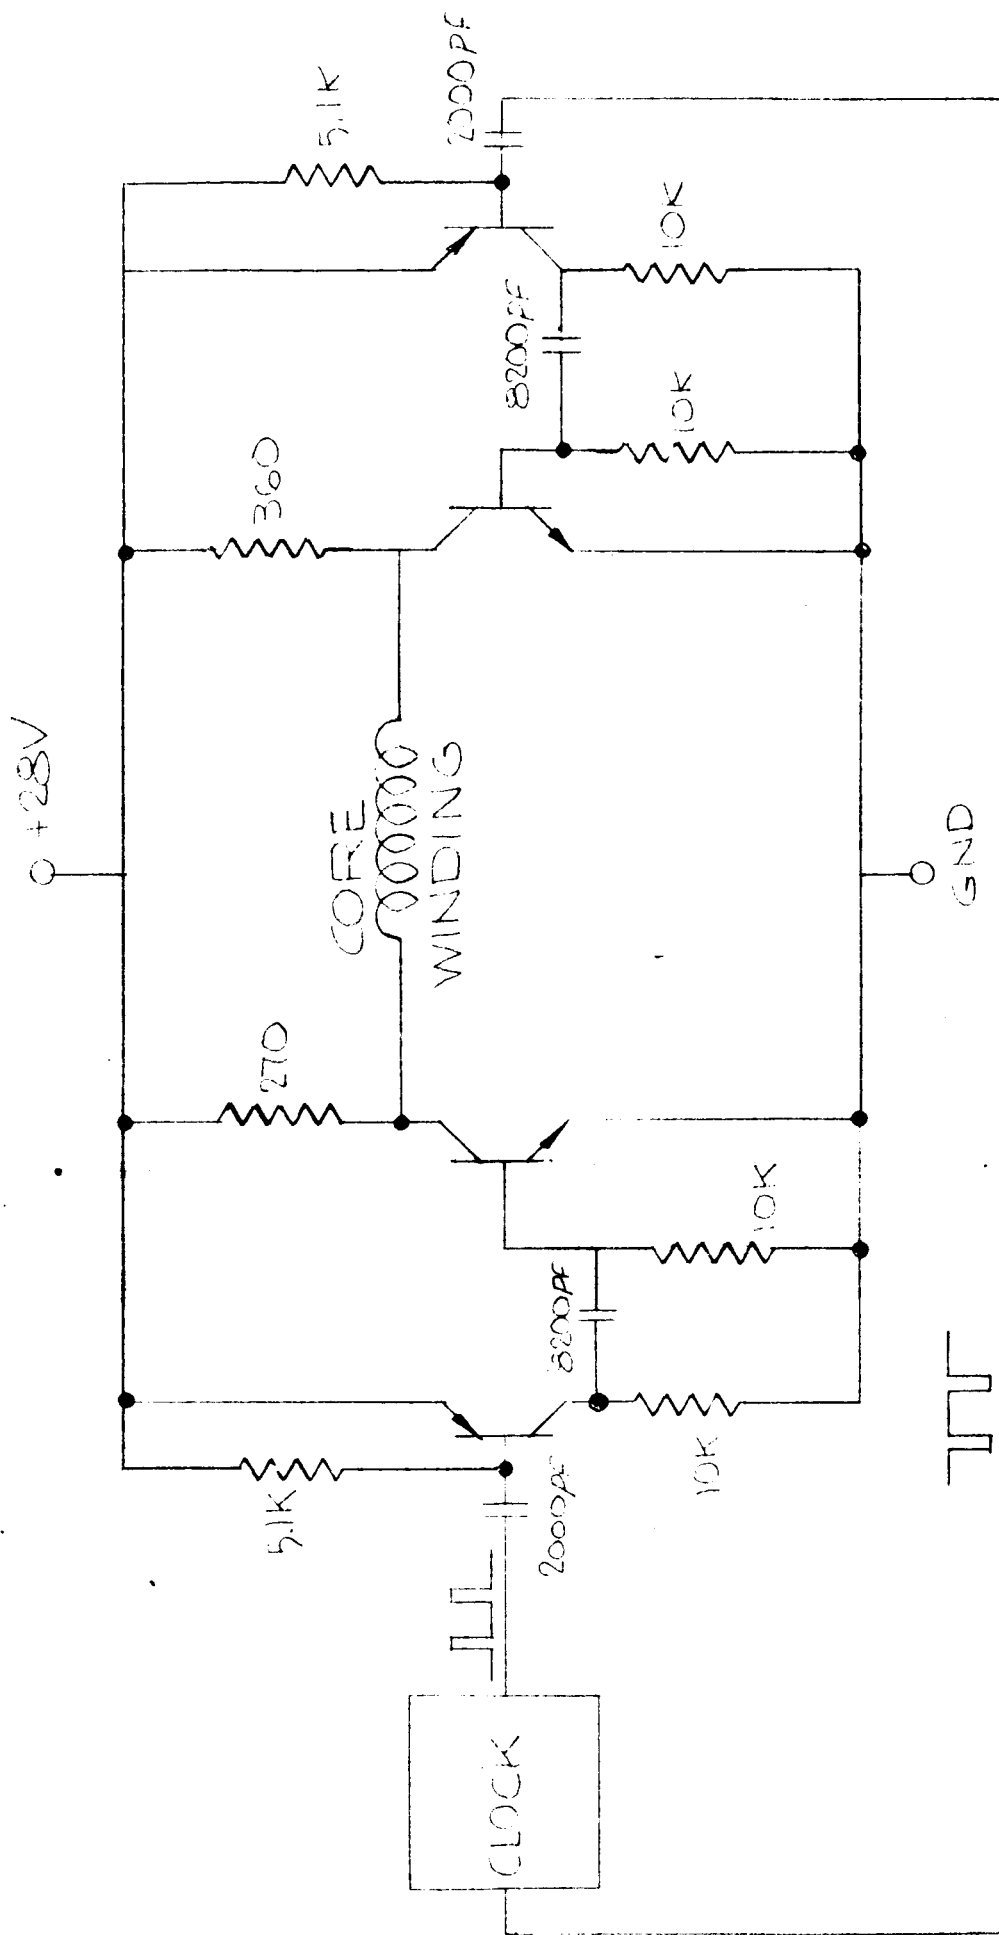 +28V
5.1K
270
360
5.1K
CORE
WINDING
2000PF
8200PF
8200PF
2000PF
CLOCK
10K
10K
10K
10K
GND